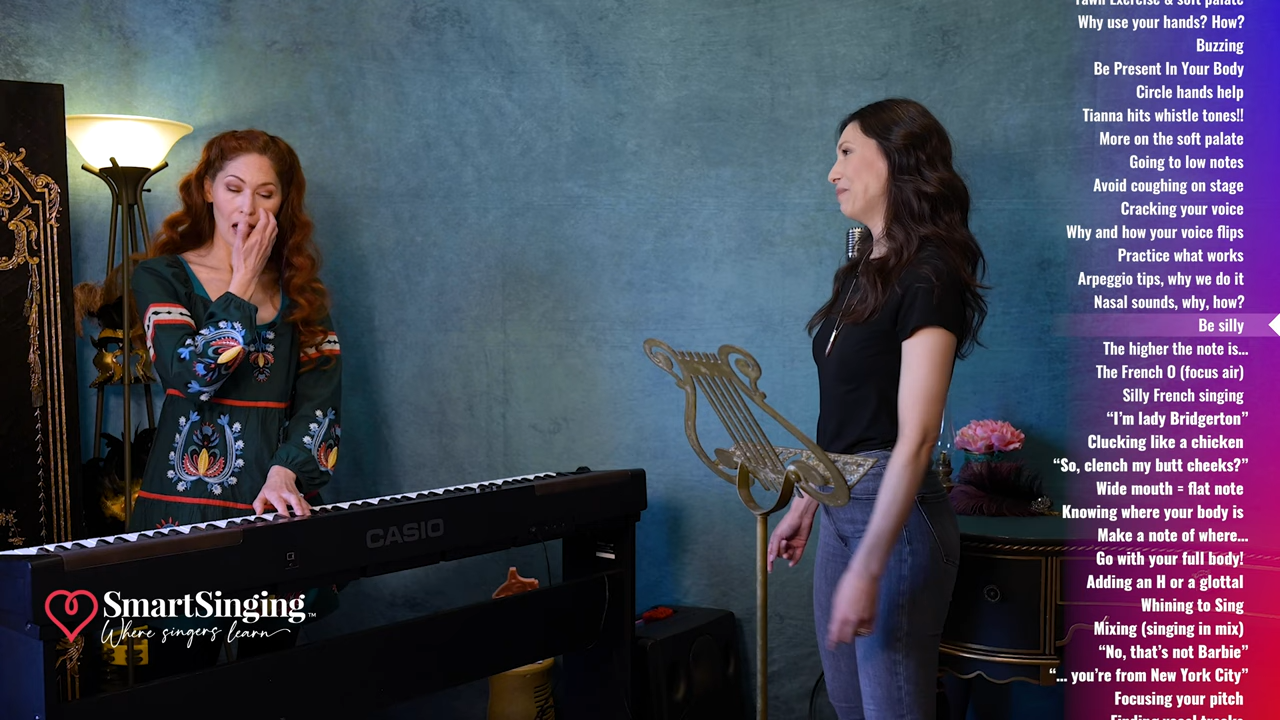 Yawn Exercise & soft palate
Why use your hands? How?
Buzzing
Be Present In Your Body
Circle hands help
Tianna hits whistle tones!!
More on the soft palate
Going to low notes
Avoid coughing on stage
Cracking your voice
Why and how your voice flips
Practice what works
Arpeggio tips, why we do it
Nasal sounds, why, how?
Be silly
The higher the note is...
The French O (focus air)
Silly French singing
“I’m lady Bridgerton”
Clucking like a chicken
“So, clench my butt cheeks?”
Wide mouth = flat note
Knowing where your body is
Make a note of where...
Go with your full body!
Adding an H or a glottal
Whining to Sing
Mixing (singing in mix)
“No, that’s not Barbie”
“... you’re from New York City”
Focusing your pitch
CASIO
SmartSinging™
Where singers learn